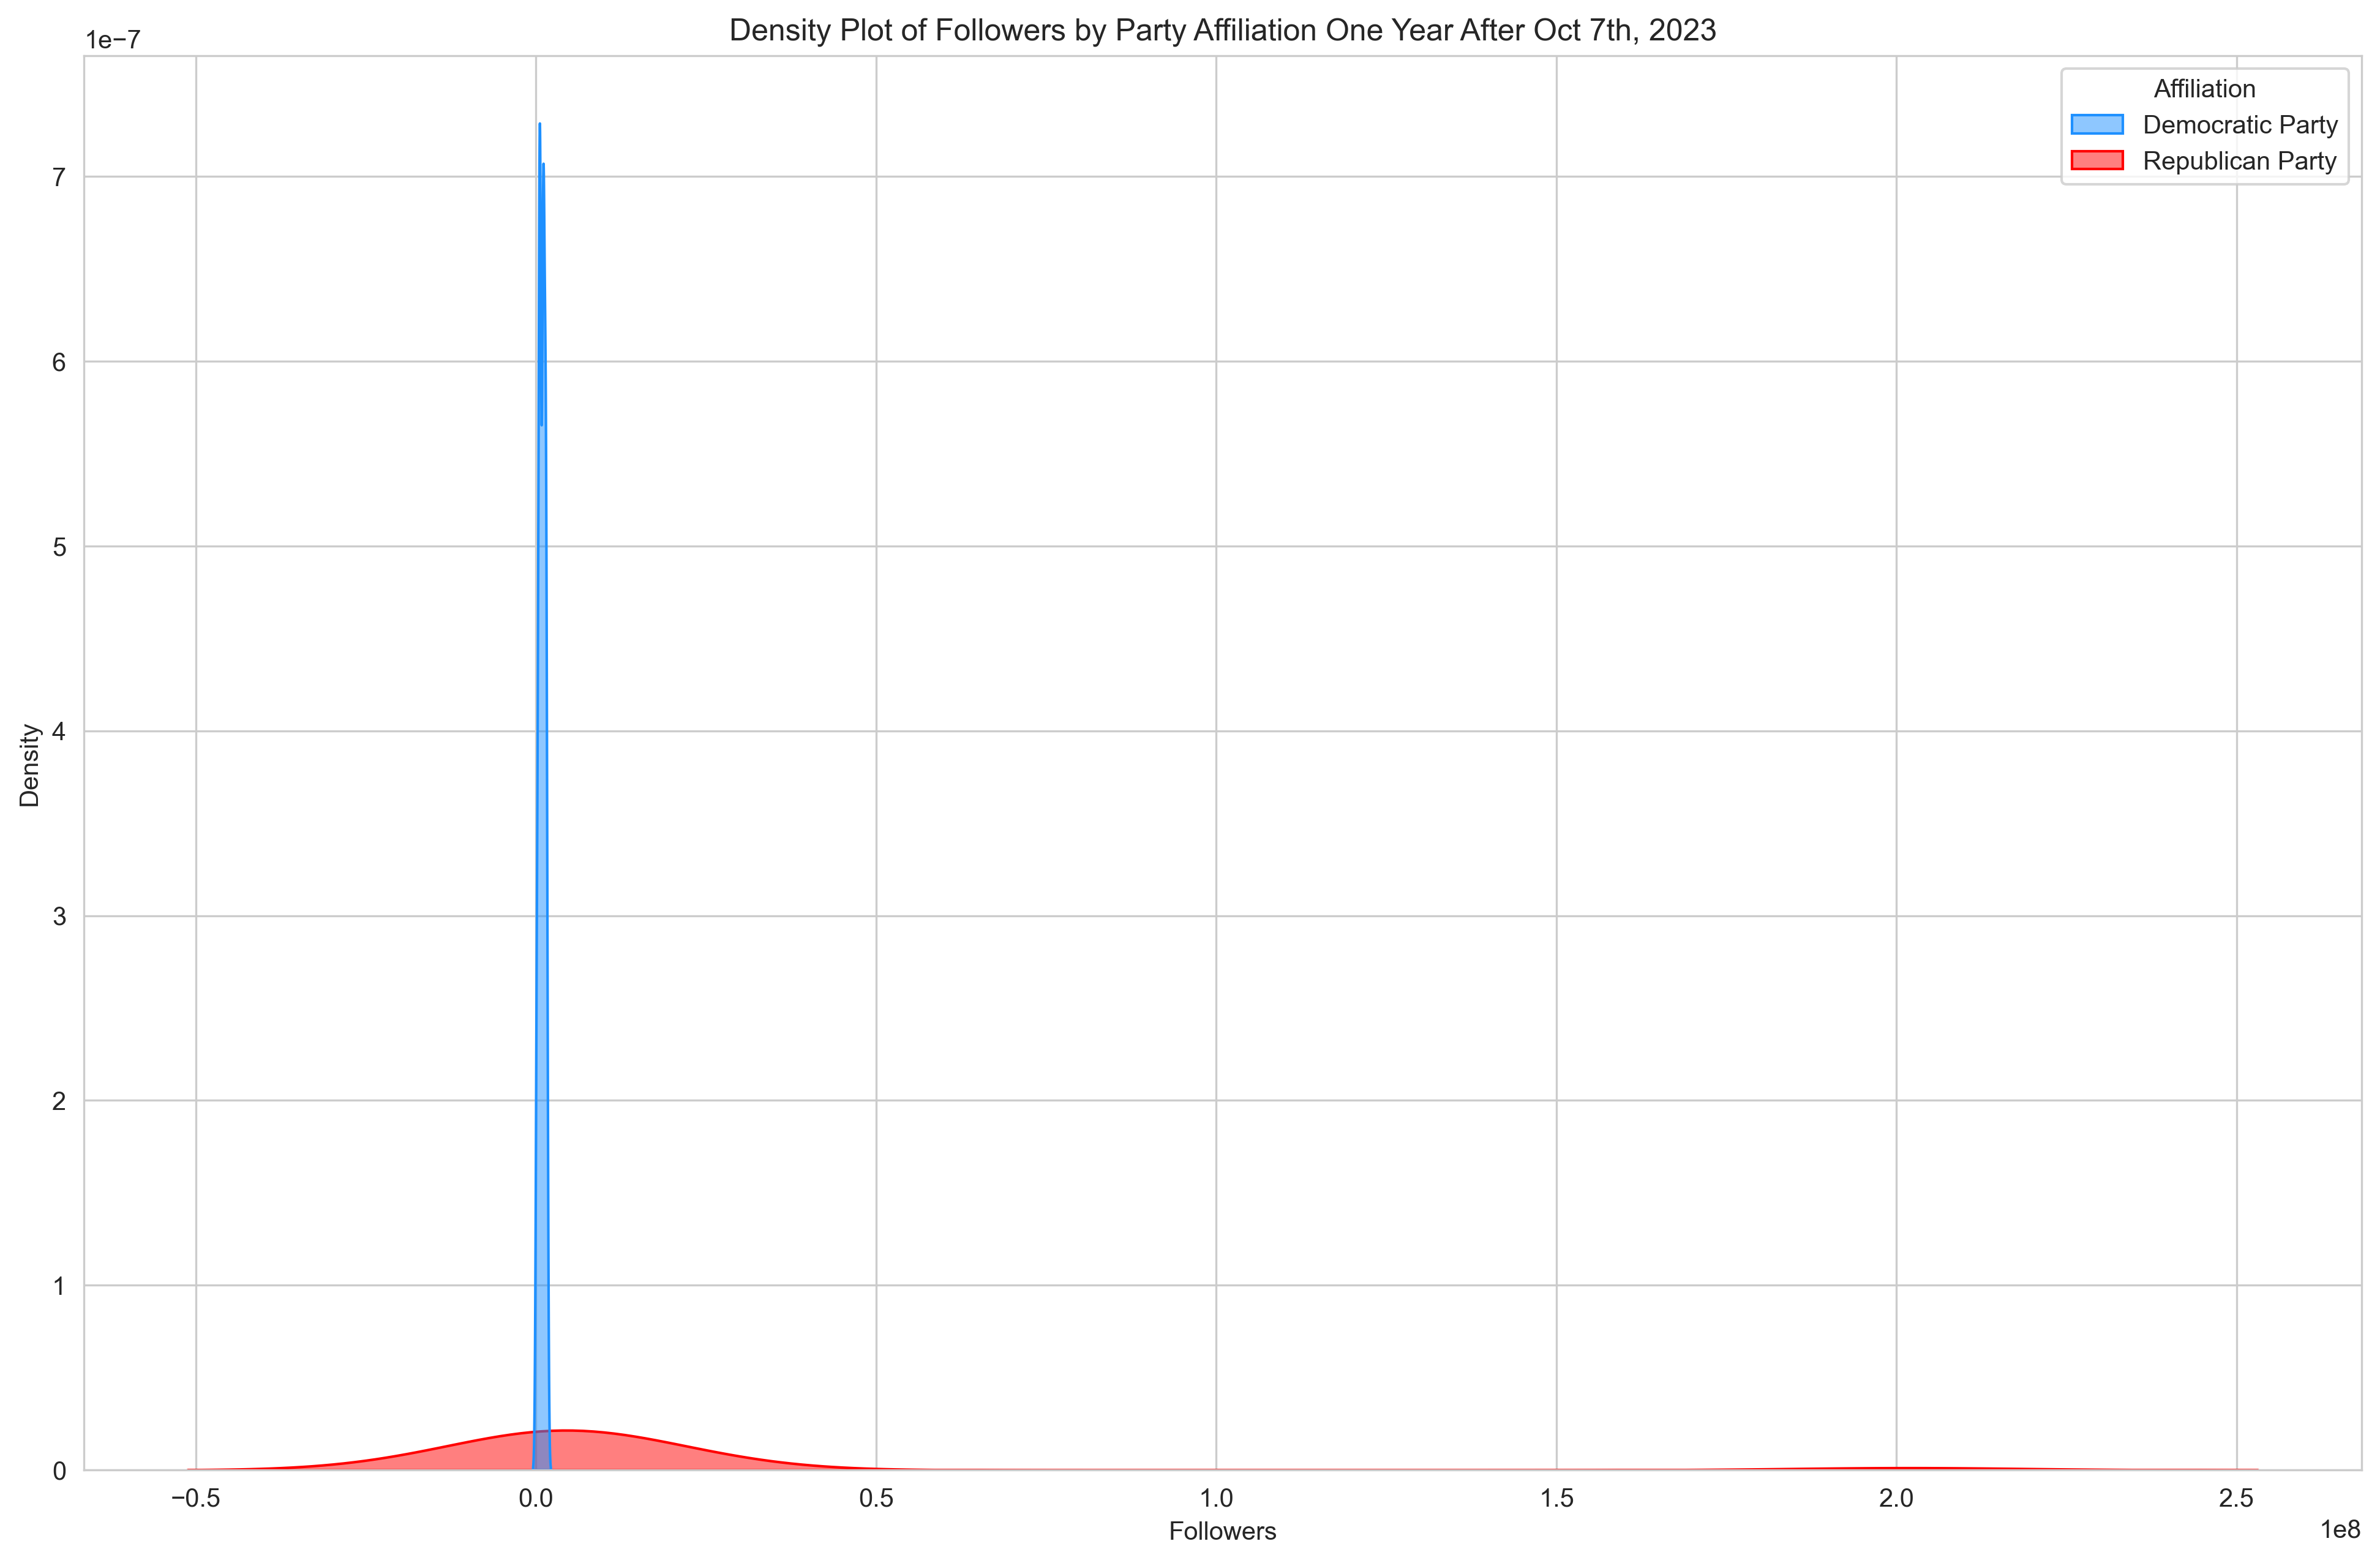 Density Plot of Followers by Party Affiliation One Year After Oct 7th, 2023
1e−7
Affiliation
Democratic Party
Republican Party
7
6
5
4
3
2
1
0
Density
−0.5
0.0
0.5
1.0
1.5
2.0
2.5
1e8
Followers